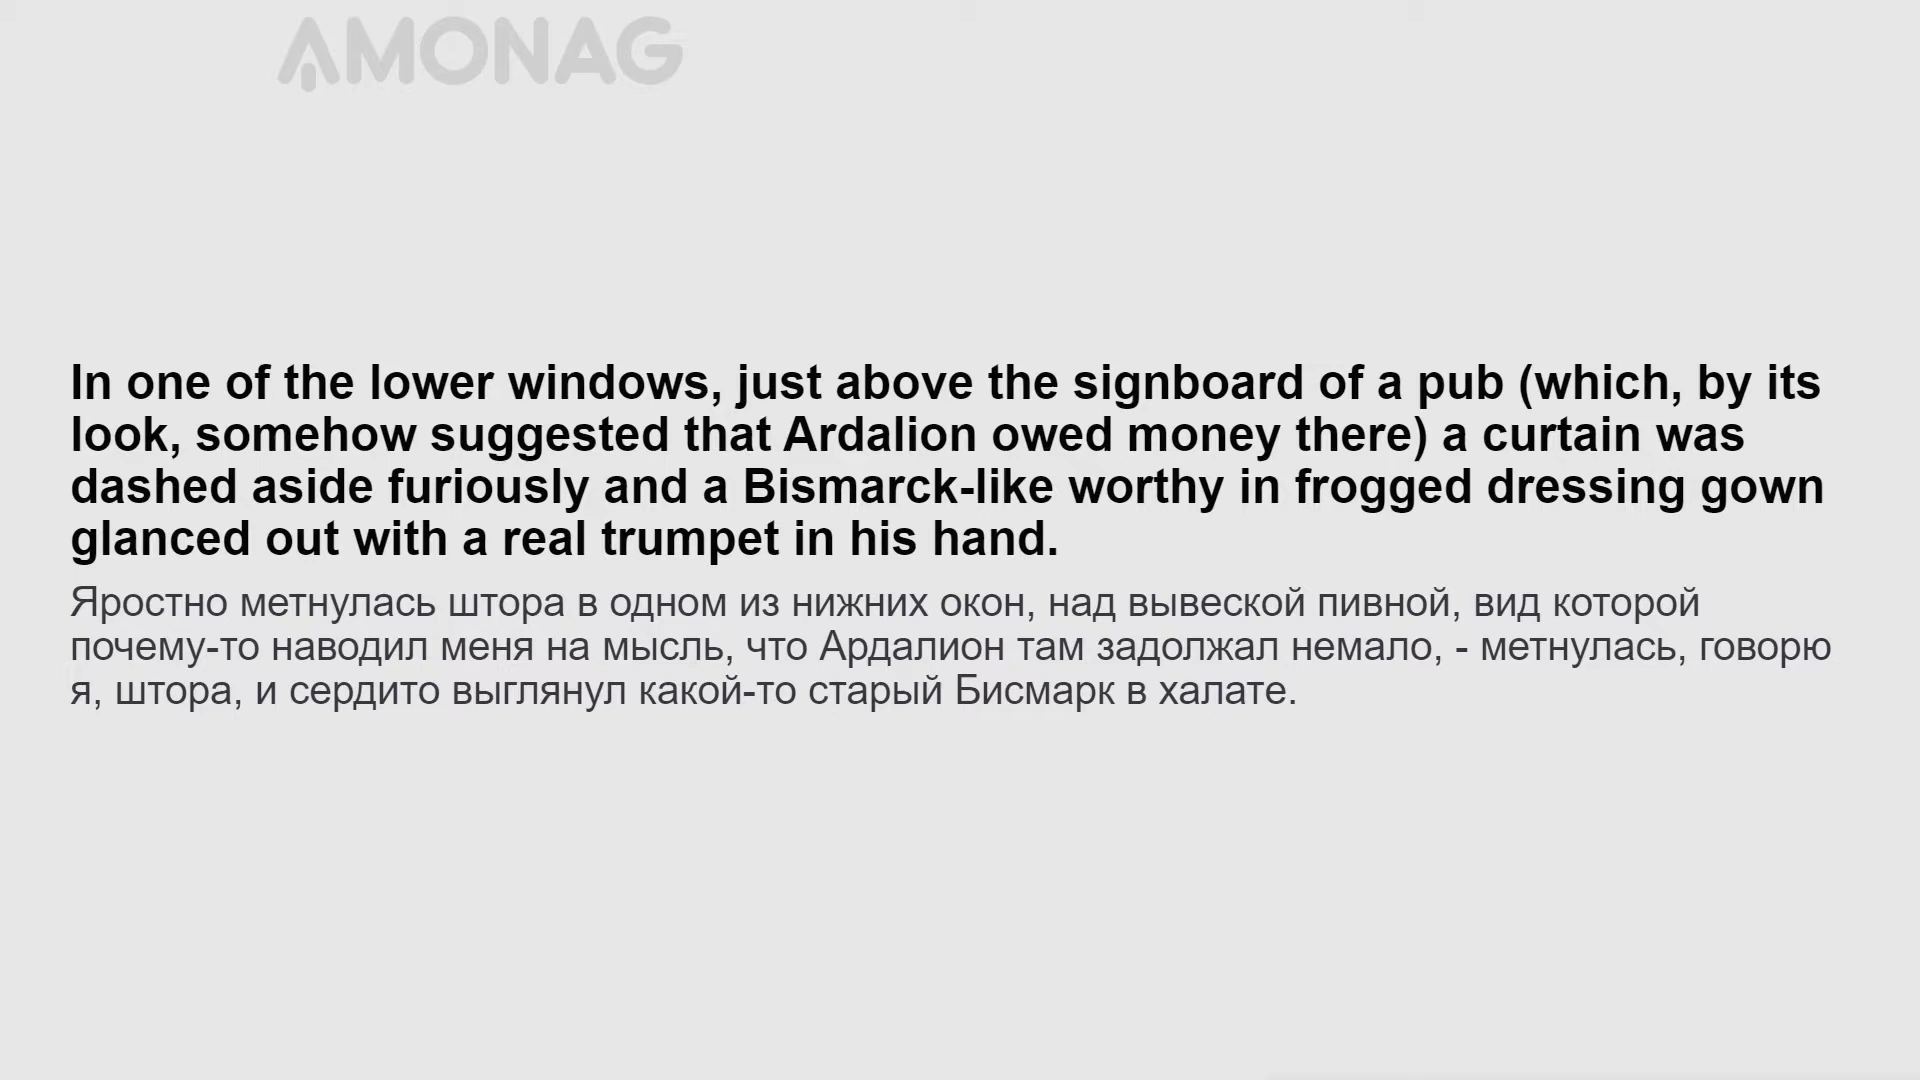 AMONAG
In one of the lower windows, just above the signboard of a pub (which, by its
look, somehow suggested that Ardalion owed money there) a curtain was
dashed aside furiously and a Bismarck-like worthy in frogged dressing gown
glanced out with a real trumpet in his hand.
Яростно метнулась штора в одном из нижних окон, над вывеской пивной, вид которой
почему-то наводил меня на мысль, что Ардалион там задолжал немало, - метнулась, говорю
я, штора, и сердито выглянул какой-то старый Бисмарк в халате.